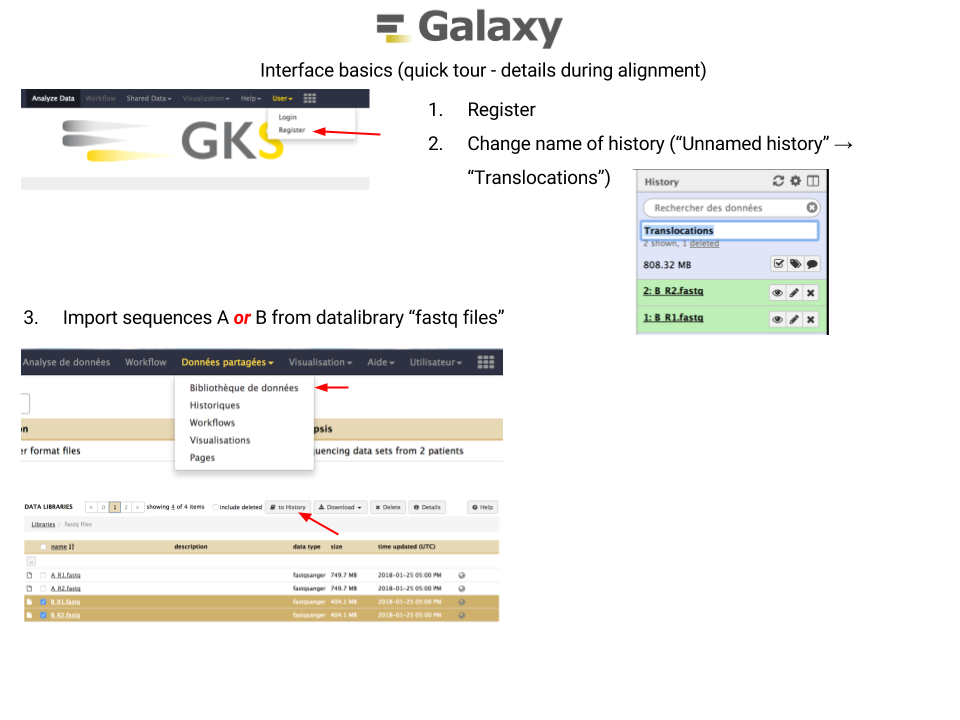 Galaxy
Interface basics (quick tour - details during alignment)
Analyze Data Workflow Shared Data Visualization Help User
Login
Register
GKS
1. Register
2. Change name of history (“Unnamed history” →
“Translocations”)
History
Rechercher des données
Translocations
2 shown, 1 deleted
808.32 MB
2: B_R2.fastq
1: B_R1.fastq
3. Import sequences A or B from datalibrary “fastq files”
Analyse de données Workflow Données partagées Visualisation Aide Utilisateur
Bibliothèque de données
Historiques
Workflows
Visualisations
Pages
on psis
er format files uencing data sets from 2 patients
DATA LIBRARIES « 0 1 2 » showing 4 of 4 items include deleted to History Download Delete Details Help
Libraries / fastq files
name description data type size time updated (UTC)
..
A_R1.fastq fastqsanger 749.7 MB 2018-01-25 05:00 PM
A_R2.fastq fastqsanger 749.7 MB 2018-01-25 05:00 PM
B_R1.fastq fastqsanger 404.1 MB 2018-01-25 05:00 PM
B_R2.fastq fastqsanger 404.1 MB 2018-01-25 05:00 PM